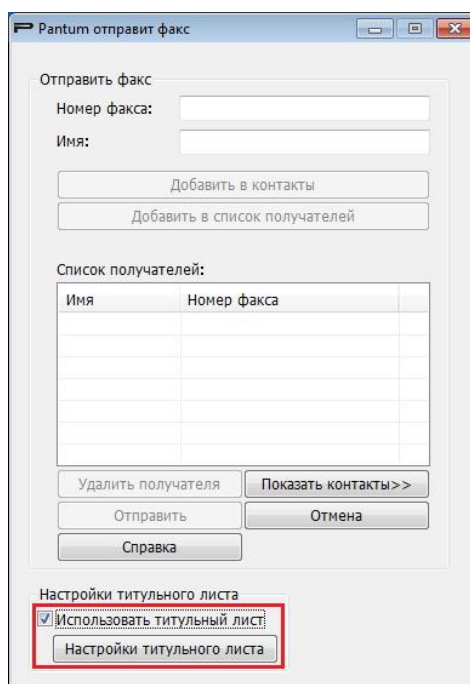 Pantum отправит факс
Отправить факс
Номер факса:
Имя:
Добавить в контакты
Добавить в список получателей
Список получателей:
Имя Номер факса
Удалить получателя Показать контакты>>
Отправить Отмена
Справка
Настройки титульного листа
Использовать титульный лист
Настройки титульного листа